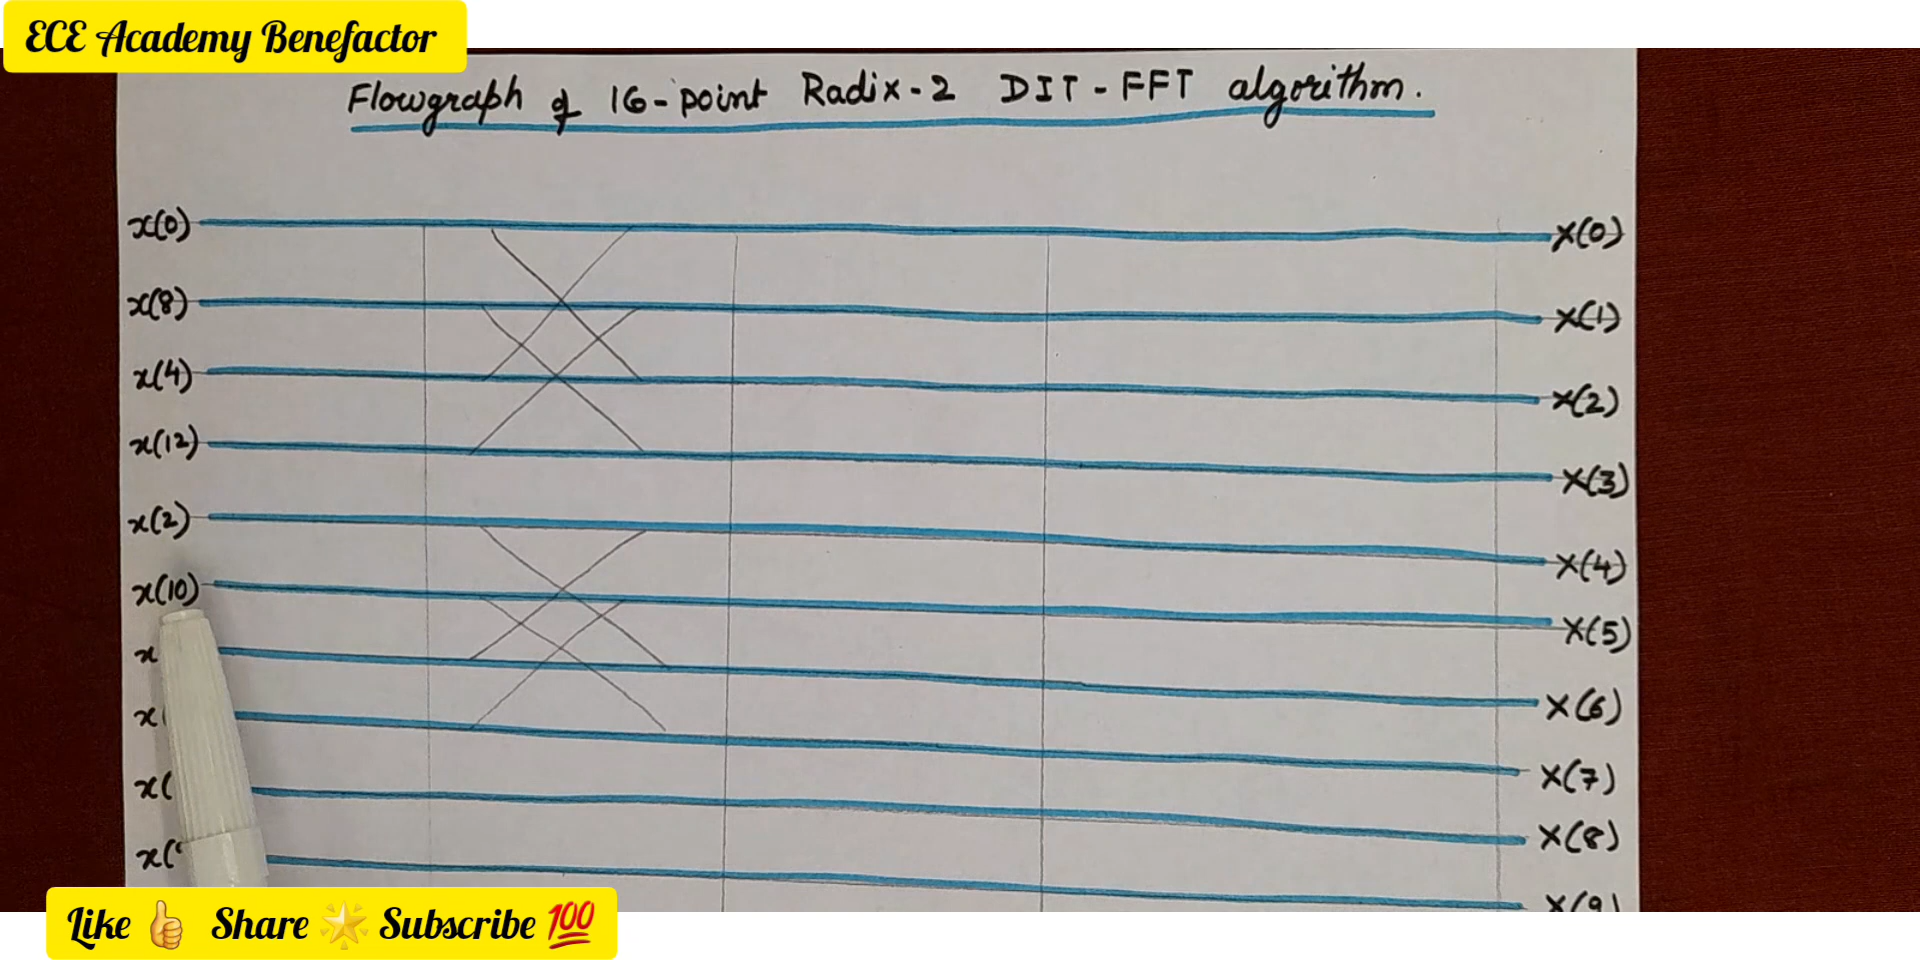 ECE Academy Benefactor
Flowgraph of 16-point Radix-2 DIT-FFT algorithm.
x(0) X(0)
x(8) X(1)
x(4) X(2)
x(12) X(3)
x(2) X(4)
x(10) X(5)
x X(6)
x( X(7)
x( X(8)
x( X(9)
Like 👍 Share 🌟 Subscribe 💯